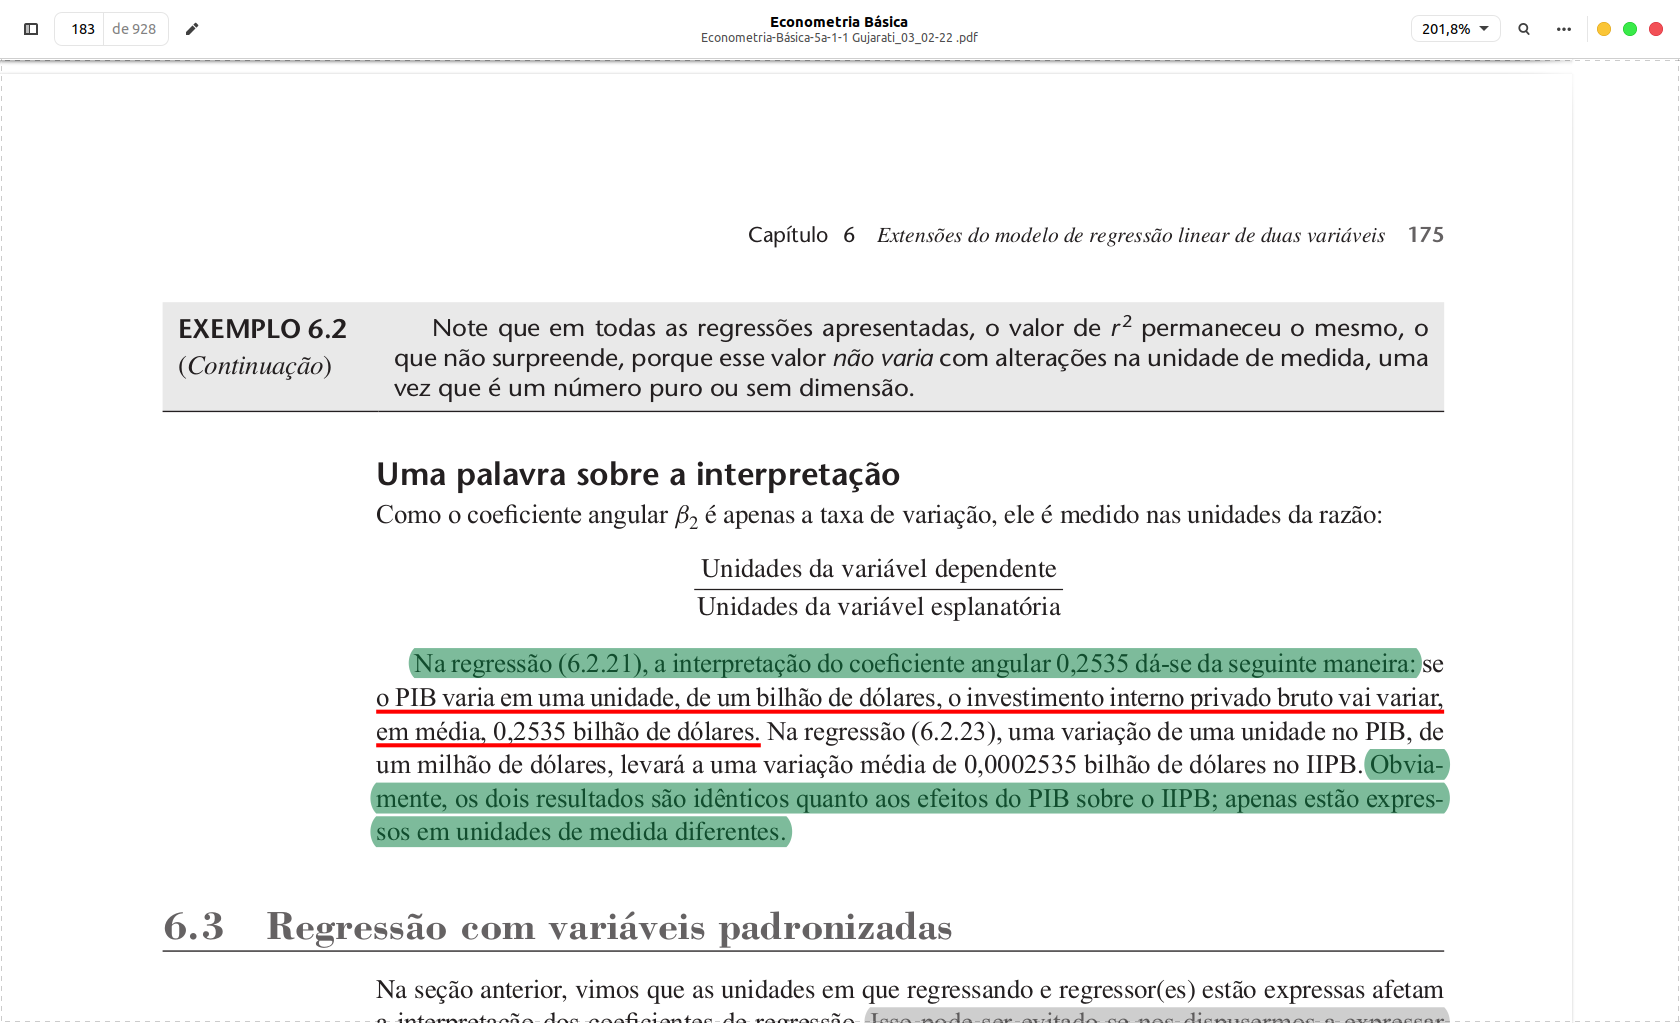 183 de 928
Econometria Básica
Econometria-Básica-5a-1-1 Gujarati_03_02-22 .pdf
201,8%
Capítulo 6 Extensões do modelo de regressão linear de duas variáveis 175
EXEMPLO 6.2
(Continuação)
Note que em todas as regressões apresentadas, o valor de r² permaneceu o mesmo, o
que não surpreende, porque esse valor não varia com alterações na unidade de medida, uma
vez que é um número puro ou sem dimensão.
Uma palavra sobre a interpretação
Como o coeficiente angular β₂ é apenas a taxa de variação, ele é medido nas unidades da razão:
Unidades da variável dependente
Unidades da variável esplanatória
Na regressão (6.2.21), a interpretação do coeficiente angular 0,2535 dá-se da seguinte maneira: se
o PIB varia em uma unidade, de um bilhão de dólares, o investimento interno privado bruto vai variar,
em média, 0,2535 bilhão de dólares. Na regressão (6.2.23), uma variação de uma unidade no PIB, de
um milhão de dólares, levará a uma variação média de 0,0002535 bilhão de dólares no IIPB. Obvia-
mente, os dois resultados são idênticos quanto aos efeitos do PIB sobre o IIPB; apenas estão expres-
sos em unidades de medida diferentes.
6.3 Regressão com variáveis padronizadas
Na seção anterior, vimos que as unidades em que regressando e regressor(es) estão expressas afetam
a interpretação dos coeficientes de regressão. Isso pode ser evitado se nos dispusermos a expressar